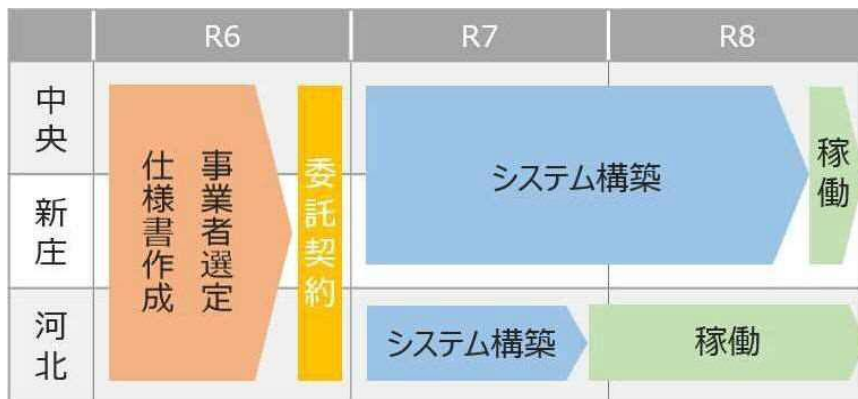 R6 R7 R8
中央
新庄
河北
事業者選定
仕様書作成
委託契約
システム構築
稼働
システム構築
稼働